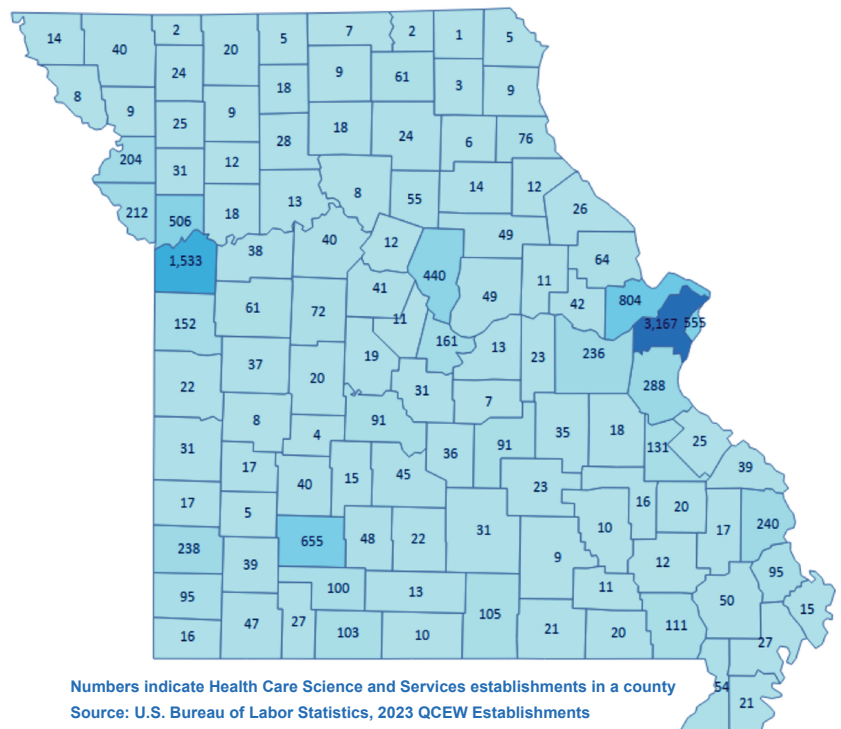 14 40 2 20 5 7 2 1 5
8 9 24 18 9 61 3 9
25 9 28 18 24 6 76
204 31 12 13 8 55 14 12 26
212 506 18 40 12 49 64
1,533 38 41 440 49 11 42 804 3,167 555
152 61 72 11 161 13 23 236
22 37 20 19 31 7 288
31 8 4 91 36 91 35 18 131 25 39
17 17 40 15 45 23 16 20 17 240
238 5 655 48 22 31 9 10 12 95
95 39 100 13 105 11 50 15
16 47 27 103 10 21 20 111 27
54 21
Numbers indicate Health Care Science and Services establishments in a county
Source: U.S. Bureau of Labor Statistics, 2023 QCEW Establishments